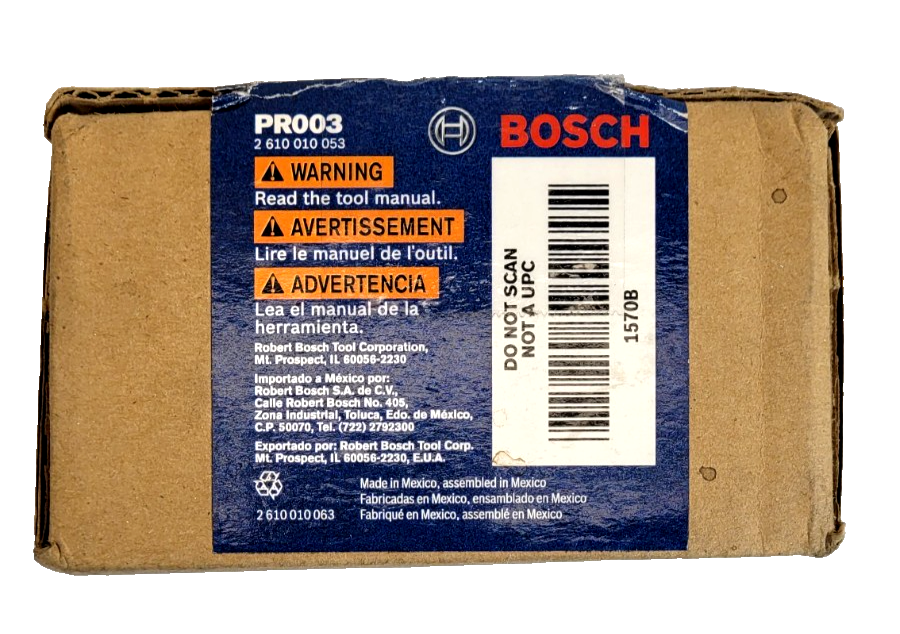 PR003
2 610 010 053
BOSCH
WARNING
Read the tool manual.
AVERTISSEMENT
Lire le manuel de l'outil.
ADVERTENCIA
Lea el manual de la
herramienta.
Robert Bosch Tool Corporation,
Mt. Prospect, IL 60056-2230
Importado a México por:
Robert Bosch S.A. de C.V.,
Calle Robert Bosch No. 405,
Zona Industrial, Toluca, Edo. de México,
C.P. 50070, Tel. (722) 2792300
Exportado por: Robert Bosch Tool Corp.
Mt. Prospect, IL 60056-2230, E.U.A.
2 610 010 063
Made in Mexico, assembled in Mexico
Fabricadas en Mexico, ensamblado en Mexico
Fabriqué en Mexico, assemblé en Mexico
DO NOT SCAN
NOT A UPC
1570B